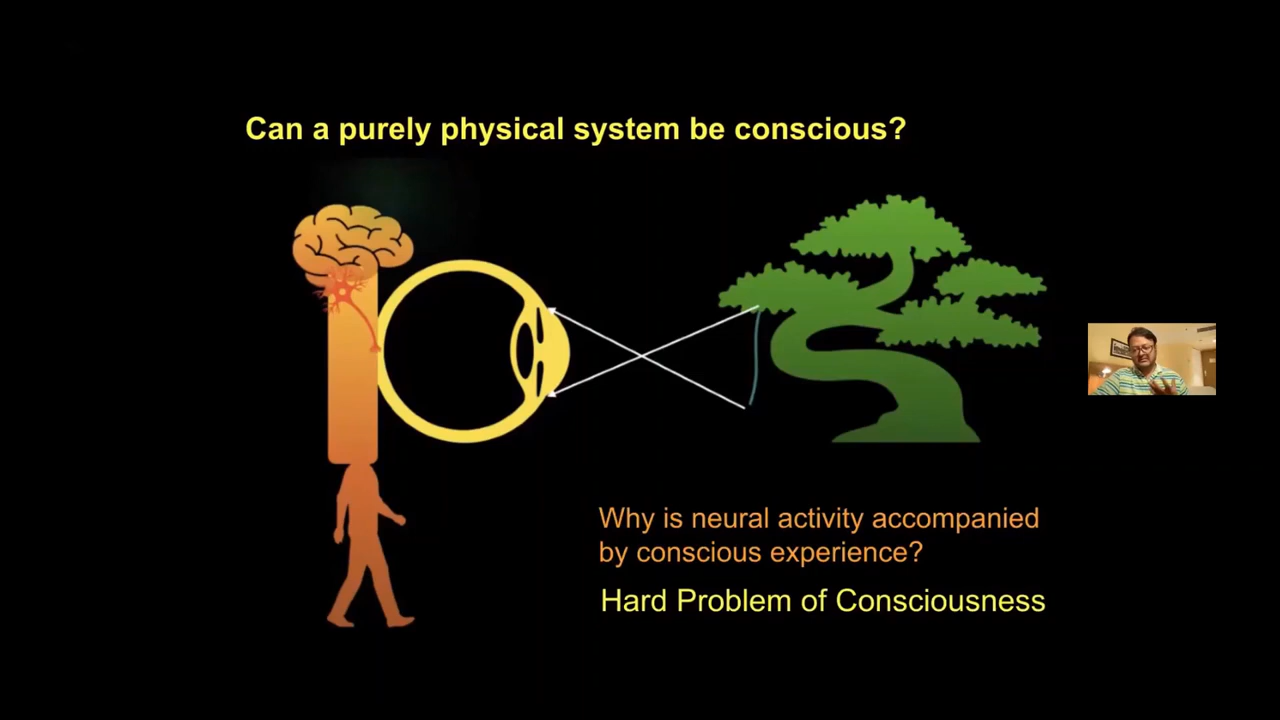 Can a purely physical system be conscious?
Why is neural activity accompanied
by conscious experience?
Hard Problem of Consciousness